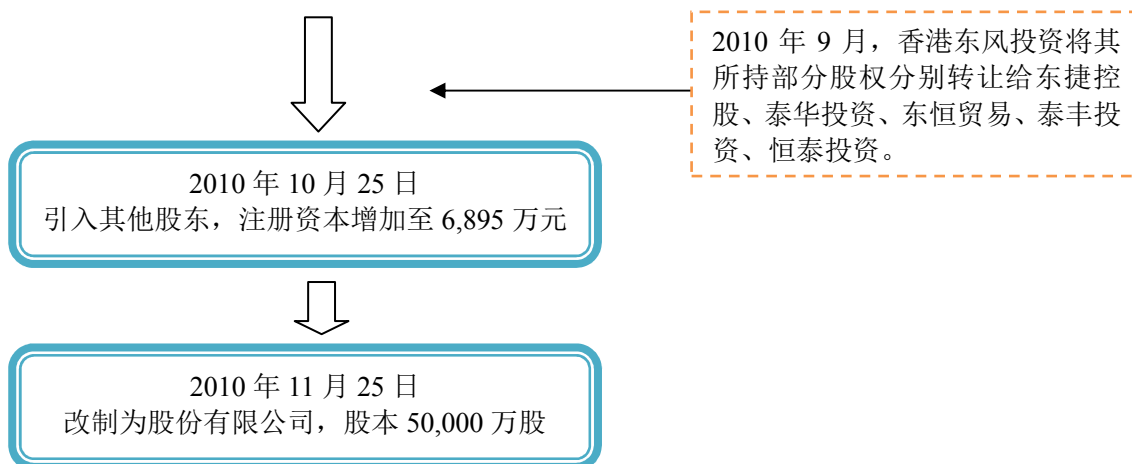 2010 年 9 月，香港东风投资将其
所持部分股权分别转让给东捷控
股、泰华投资、东恒贸易、泰丰投
资、恒泰投资。
2010 年 10 月 25 日
引入其他股东，注册资本增加至 6,895 万元
2010 年 11 月 25 日
改制为股份有限公司，股本 50,000 万股